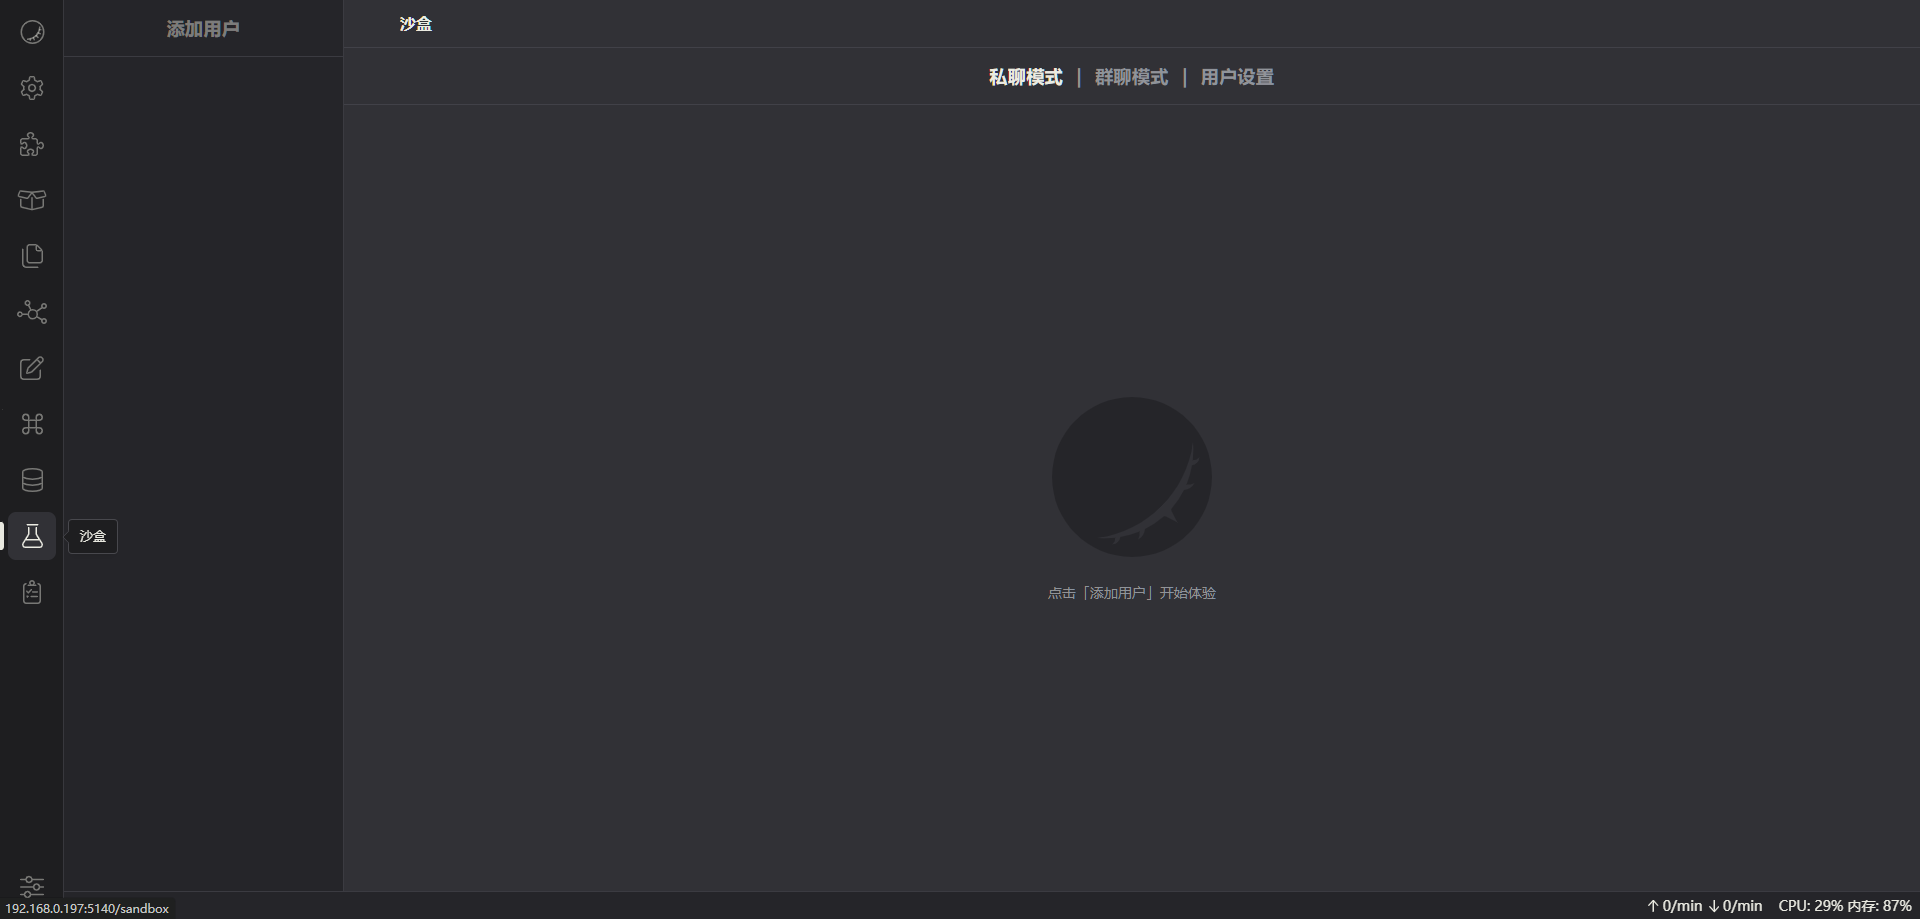 添加用户
沙盒
私聊模式 | 群聊模式 | 用户设置
沙盒
点击「添加用户」开始体验
192.168.0.197:5140/sandbox
↑ 0/min ↓ 0/min CPU: 29% 内存: 87%